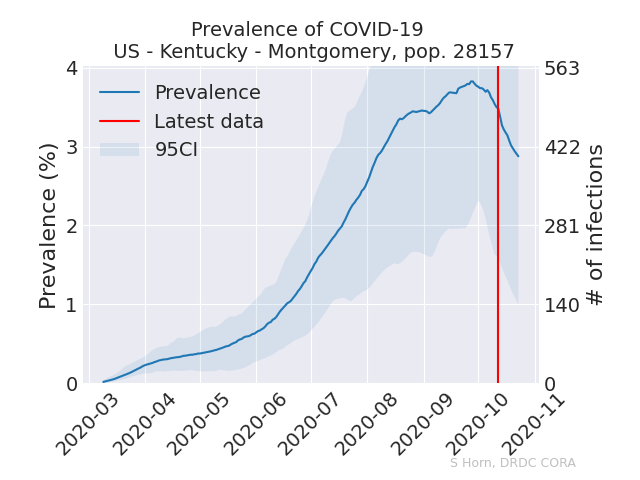 Prevalence of COVID-19
US - Kentucky - Montgomery, pop. 28157
Prevalence
Latest data
95CI
Prevalence (%)
4
3
2
1
0
# of infections
563
422
281
140
0
2020-03
2020-04
2020-05
2020-06
2020-07
2020-08
2020-09
2020-10
2020-11
S Horn, DRDC CORA